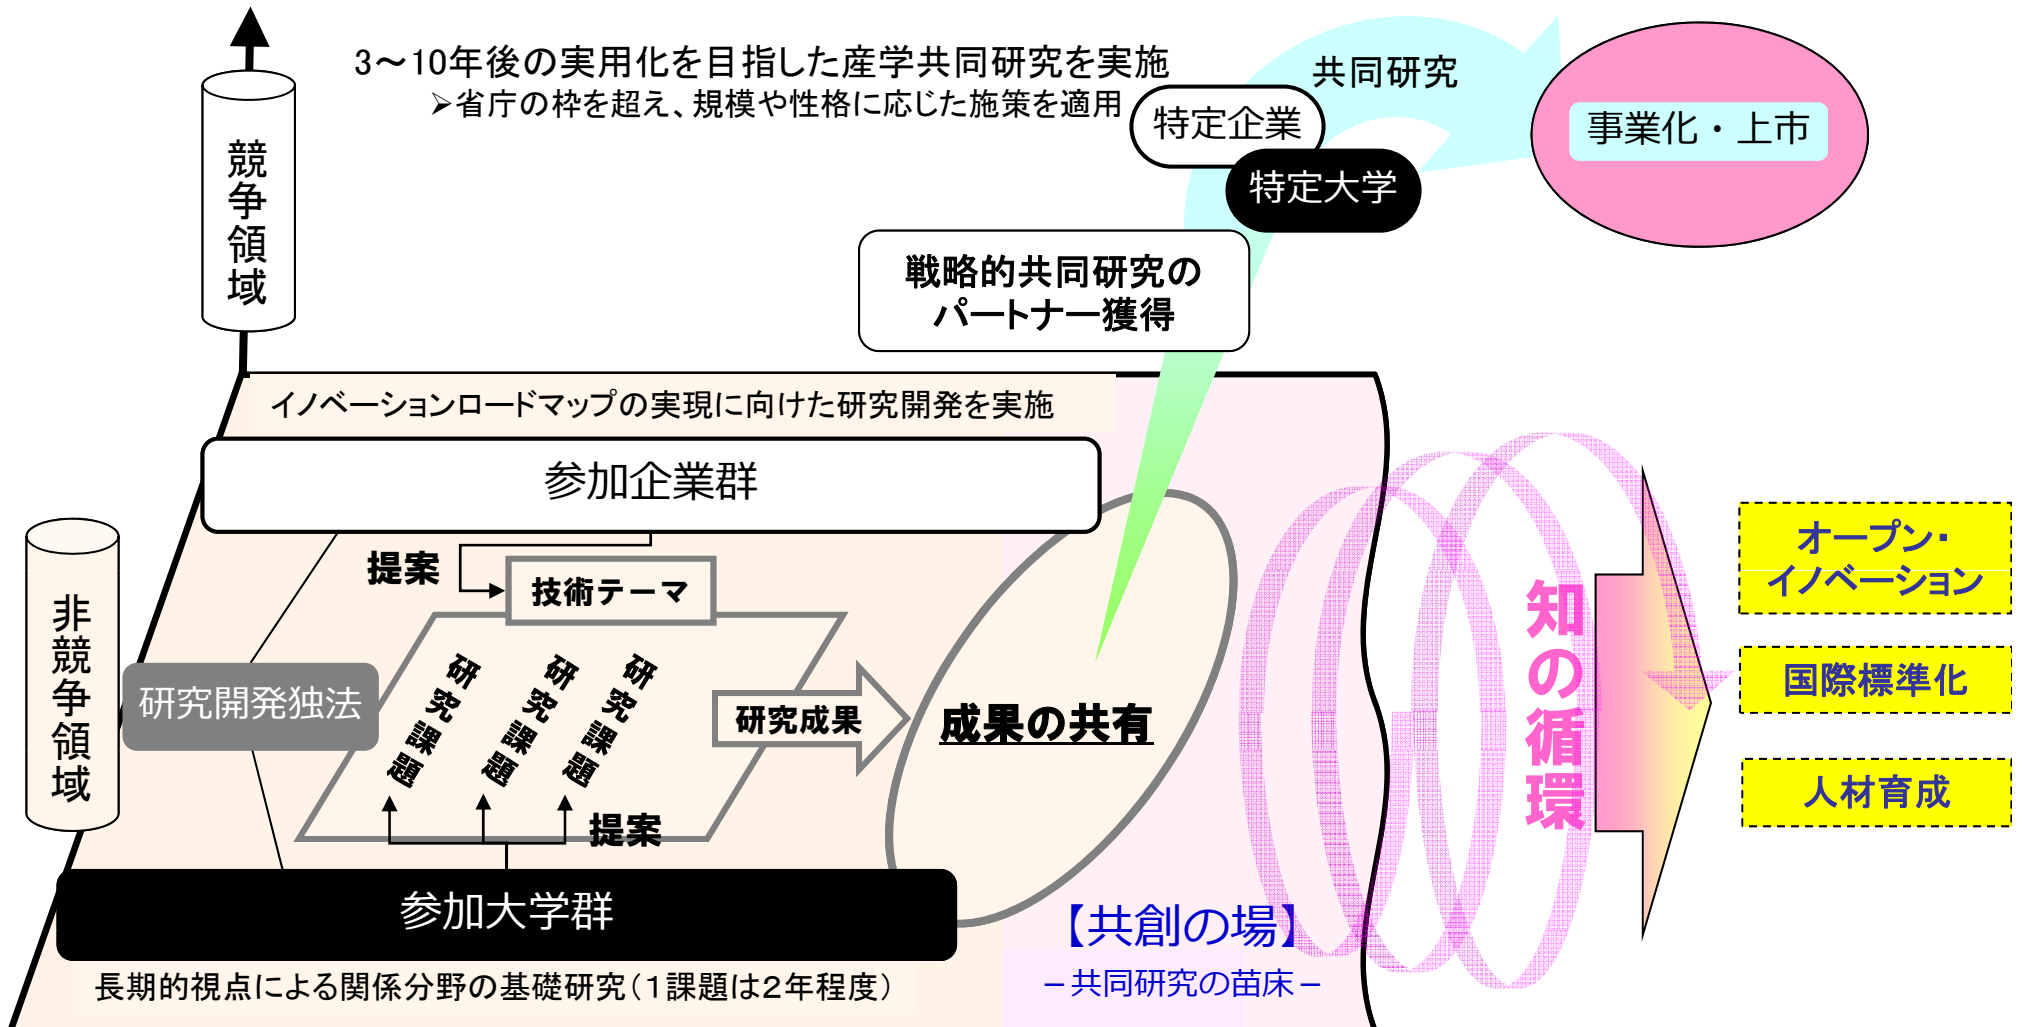 3～10年後の実用化を目指した産学共同研究を実施
➢省庁の枠を超え、規模や性格に応じた施策を適用
共同研究
特定企業
特定大学
事業化・上市
競争領域
戦略的共同研究の
パートナー獲得
イノベーションロードマップの実現に向けた研究開発を実施
参加企業群
提案
技術テーマ
非競争領域
研究開発独法
研究課題
研究課題
研究課題
研究成果
成果の共有
提案
参加大学群
長期的視点による関係分野の基礎研究（1課題は2年程度）
【共創の場】
－共同研究の苗床－
知の循環
オープン・
イノベーション
国際標準化
人材育成